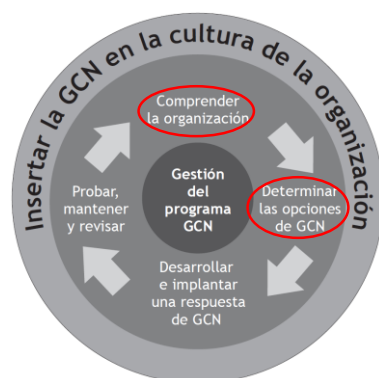 Insertar la GCN en la cultura de la organización
Comprender
la organización
Gestión
del
programa
GCN
Determinar
las opciones
de GCN
Probar,
mantener
y revisar
Desarrollar
e implantar
una respuesta
de GCN